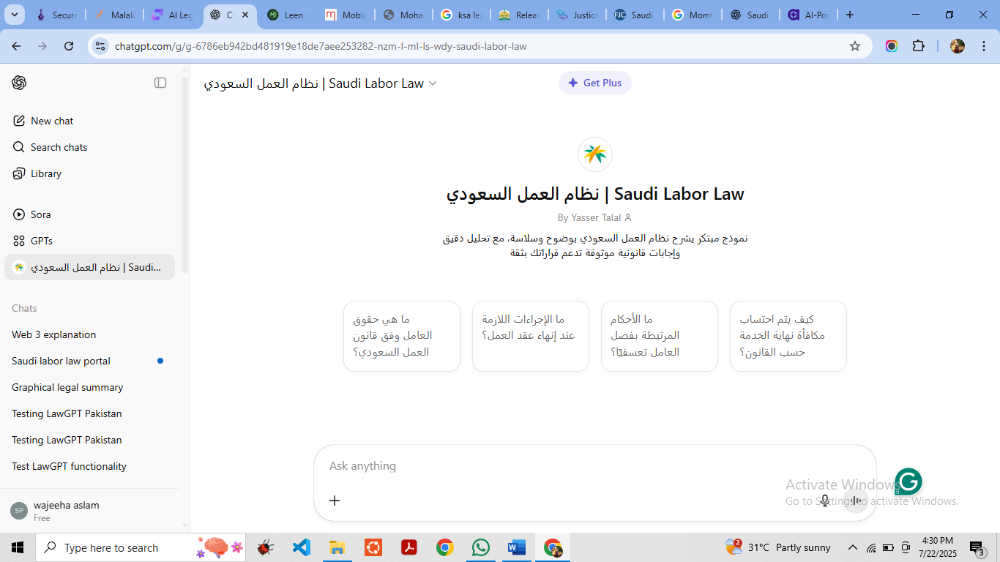 Secure
Malak
AI Leg
C
Leen -
Mobiz
Moha
ksa le
Releas
Justice
FJC
Saudi
Momt
Saudi
AI-Po
chatgpt.com/g/g-6786eb942bd481919e18de7aee253282-nzm-l-ml-ls-wdy-saudi-labor-law
نظام العمل السعودي | Saudi Labor Law
Get Plus
New chat
Search chats
Library
Sora
GPTs
نظام العمل السعودي | Saudi...
Chats
Web 3 explanation
Saudi labor law portal
Graphical legal summary
Testing LawGPT Pakistan
Testing LawGPT Pakistan
Test LawGPT functionality
SP
wajeeha aslam
Free
نظام العمل السعودي | Saudi Labor Law
By Yasser Talal
نموذج مبتكر يشرح نظام العمل السعودي بوضوح وسلاسة، مع تحليل دقيق
وإجابات قانونية موثوقة تدعم قراراتك بثقة
ما هي حقوق
العامل وفق قانون
العمل السعودي؟
ما الإجراءات اللازمة
عند إنهاء عقد العمل؟
ما الأحكام
المرتبطة بفصل
العامل تعسفيًا؟
كيف يتم احتساب
مكافأة نهاية الخدمة
حسب القانون؟
Ask anything
Activate Windows
Go to Settings to activate Windows.
Type here to search
2
31°C Partly sunny
4:30 PM
7/22/2025
3